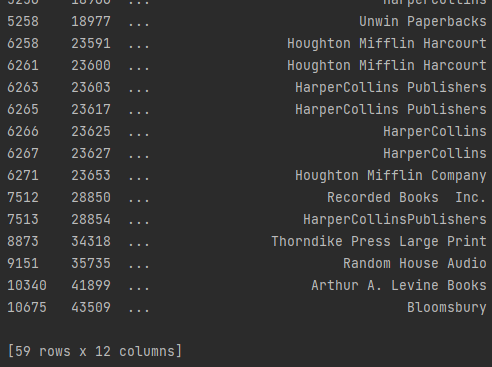 5258 18977 ... Unwin Paperbacks
6258 23591 ... Houghton Mifflin Harcourt
6261 23600 ... Houghton Mifflin Harcourt
6263 23603 ... HarperCollins Publishers
6265 23617 ... HarperCollins Publishers
6266 23625 ... HarperCollins
6267 23627 ... HarperCollins
6271 23653 ... Houghton Mifflin Company
7512 28850 ... Recorded Books  Inc.
7513 28854 ... HarperCollinsPublishers
8873 34318 ... Thorndike Press Large Print
9151 35735 ... Random House Audio
10340 41899 ... Arthur A. Levine Books
10675 43509 ... Bloomsbury
[59 rows x 12 columns]